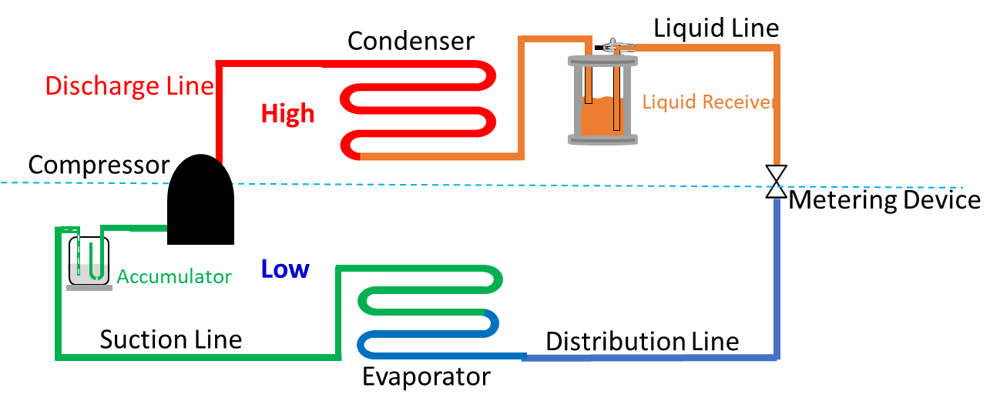 Liquid Line
Condenser
Discharge Line
High
Liquid Receiver
Compressor
Metering Device
Low
Accumulator
Suction Line
Distribution Line
Evaporator